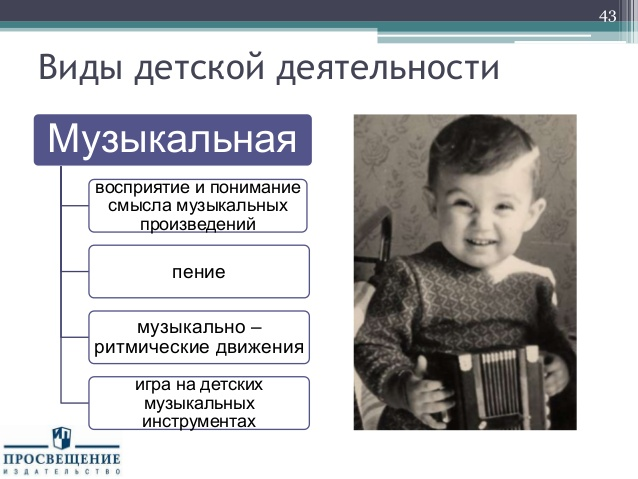 43
Виды детской деятельности
Музыкальная
восприятие и понимание
смысла музыкальных
произведений
пение
музыкально –
ритмические движения
игра на детских
музыкальных
инструментах
ПРОСВЕЩЕНИЕ
ИЗДАТЕЛЬСТВО